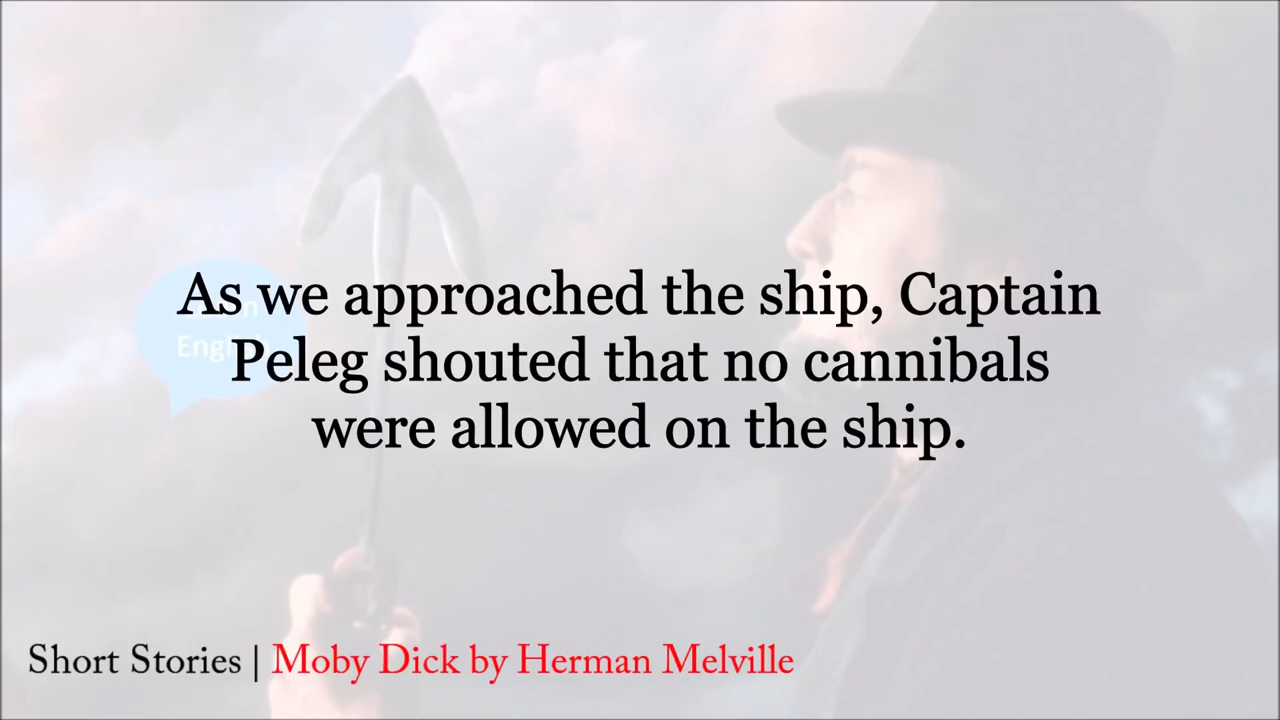 As we approached the ship, Captain
Peleg shouted that no cannibals
were allowed on the ship.
Short Stories | Moby Dick by Herman Melville